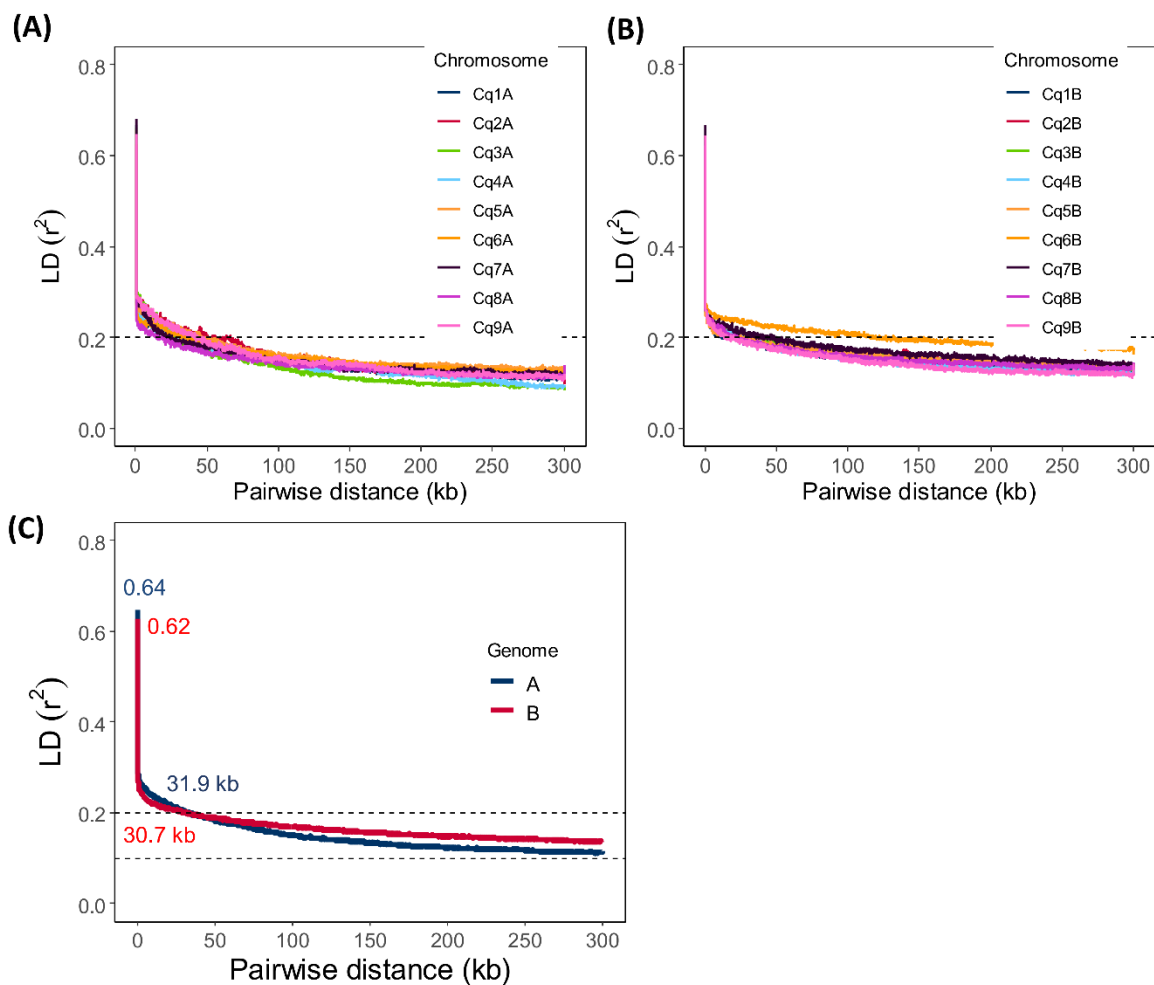 (A)
Chromosome
Cq1A
Cq2A
Cq3A
Cq4A
Cq5A
Cq6A
Cq7A
Cq8A
Cq9A
0.8
0.6
0.4
0.2
0.0
LD (r²)
0 50 100 150 200 250 300
Pairwise distance (kb)
(B)
Chromosome
Cq1B
Cq2B
Cq3B
Cq4B
Cq5B
Cq6B
Cq7B
Cq8B
Cq9B
0.8
0.6
0.4
0.2
0.0
LD (r²)
0 50 100 150 200 250 300
Pairwise distance (kb)
(C)
0.8
0.6
0.4
0.2
0.0
LD (r²)
0.64
0.62
Genome
A
B
31.9 kb
30.7 kb
0 50 100 150 200 250 300
Pairwise distance (kb)